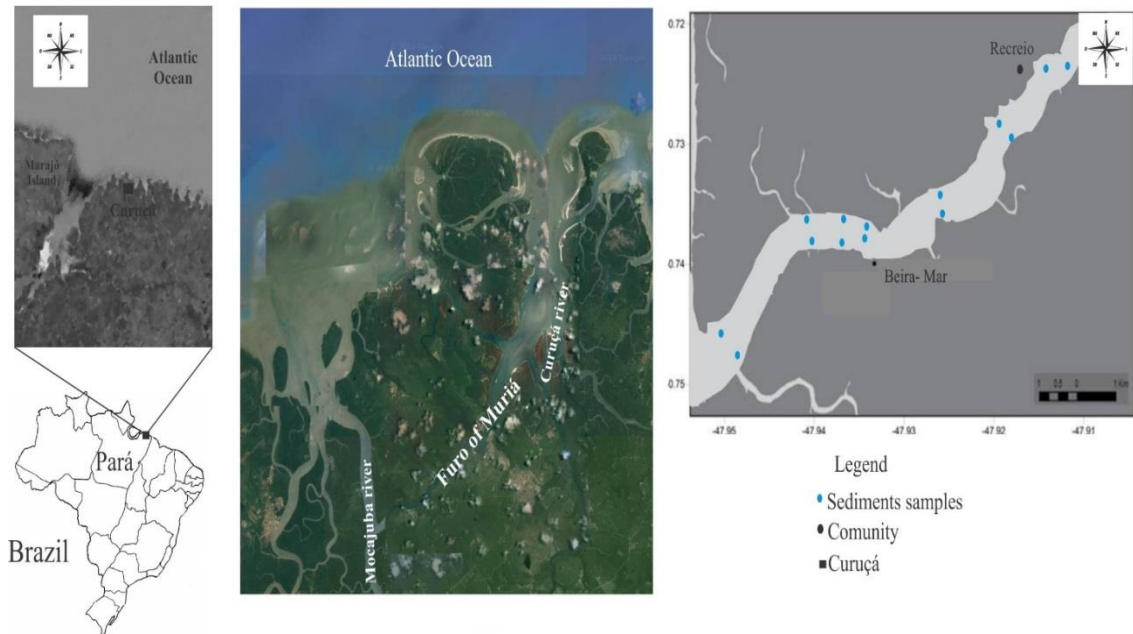 Atlantic
Ocean
Marajó
Island
Curuçá
Pará
Brazil
Atlantic Ocean
Furo of Muriá
Curuçá river
Mocajuba river
0.72
0.73
0.74
0.75
Recreio
Beira- Mar
1 0.5 0 1 Km
-47.95 -47.94 -47.93 -47.92 -47.91
Legend
Sediments samples
Comunity
Curuçá